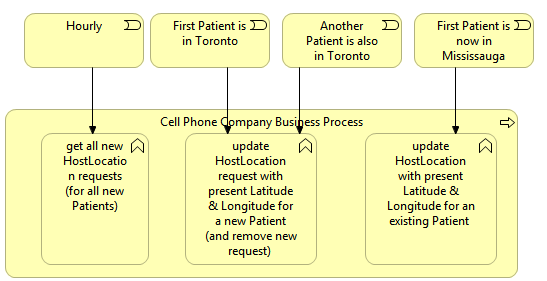 Hourly
First Patient is
in Toronto
Another
Patient is also
in Toronto
First Patient is
now in
Mississauga
Cell Phone Company Business Process
get all new
HostLocatio
n requests
(for all new
Patients)
update
HostLocation
request with
present Latitude
& Longitude for
a new Patient
(and remove new
request)
update
HostLocation
with present
Latitude &
Longitude for an
existing Patient